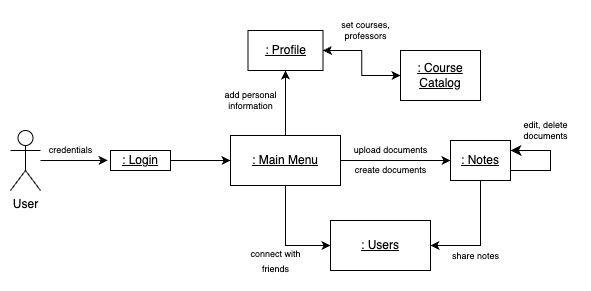 set courses,
professors
: Profile
: Course
Catalog
add personal
information
edit, delete
documents
credentials
upload documents
: Login
: Main Menu
: Notes
create documents
User
: Users
connect with
friends
share notes